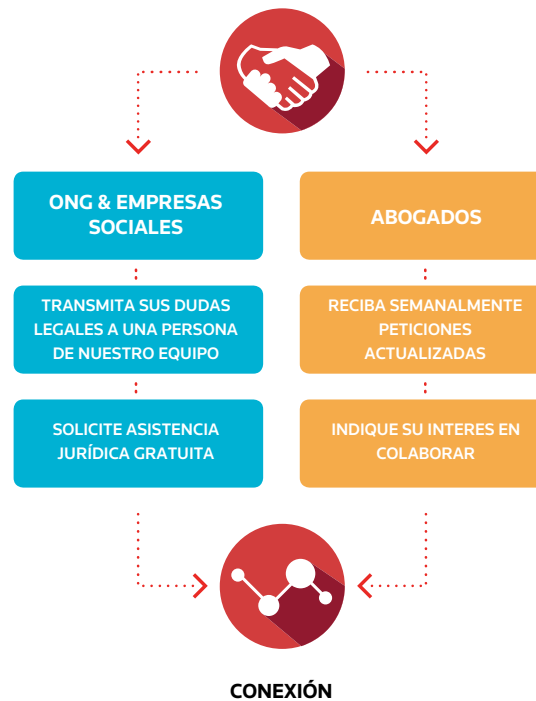 ONG & EMPRESAS
SOCIALES
TRANSMITA SUS DUDAS
LEGALES A UNA PERSONA
DE NUESTRO EQUIPO
SOLICITE ASISTENCIA
JURÍDICA GRATUITA
ABOGADOS
RECIBA SEMANALMENTE
PETICIONES
ACTUALIZADAS
INDIQUE SU INTERES EN
COLABORAR
CONEXIÓN